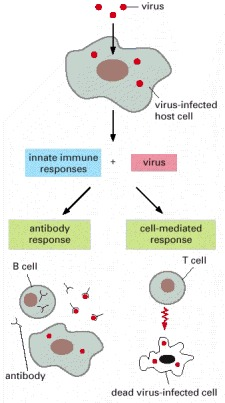 virus
virus-infected
host cell
innate immune
responses
+
virus
antibody
response
cell-mediated
response
B cell
T cell
antibody
dead virus-infected cell